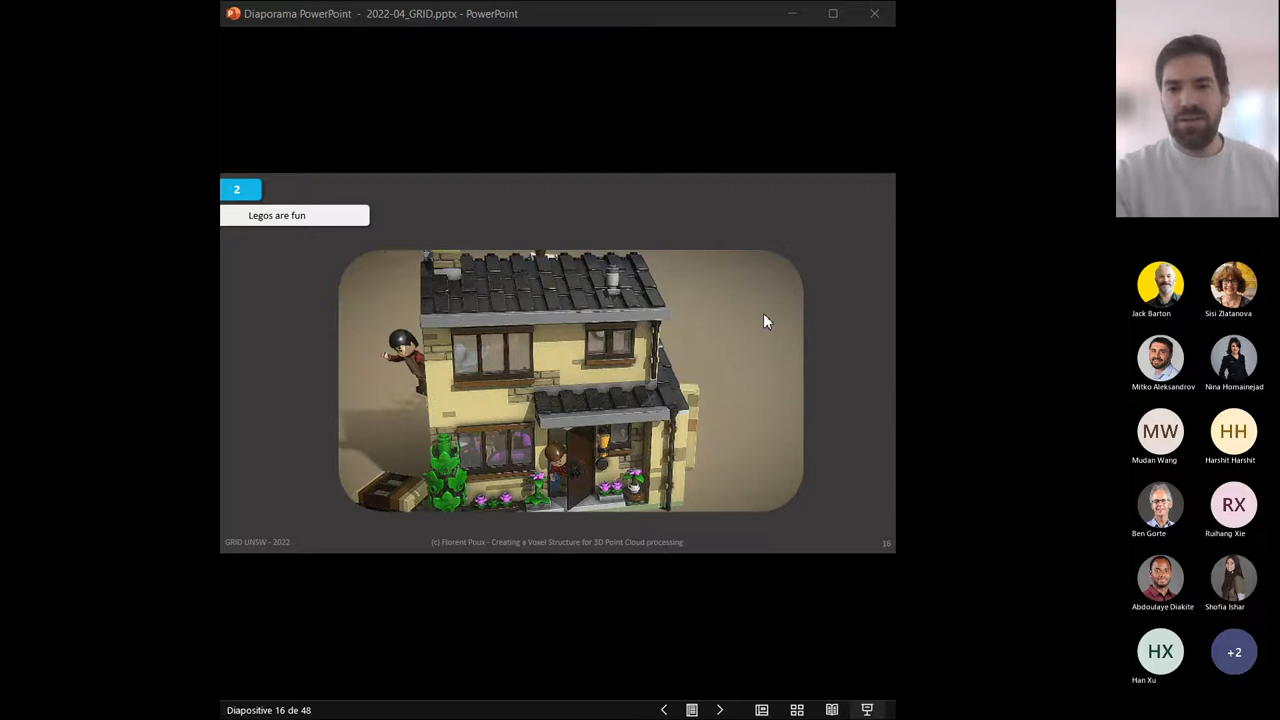 Diaporama PowerPoint - 2022-04_GRID.pptx - PowerPoint
2
Legos are fun
GRID UNSW - 2022
(c) Florent Poux - Creating a Voxel Structure for 3D Point Cloud processing
16
Diapositive 16 de 48
Jack Barton
Sisi Zlatanova
Mitko Aleksandrov
Nina Homainejad
MW
HH
Mudan Wang
Harshit Harshit
RX
Ben Gorte
Ruihang Xie
Abdoulaye Diakite
Shofia Ishar
HX
+2
Han Xu